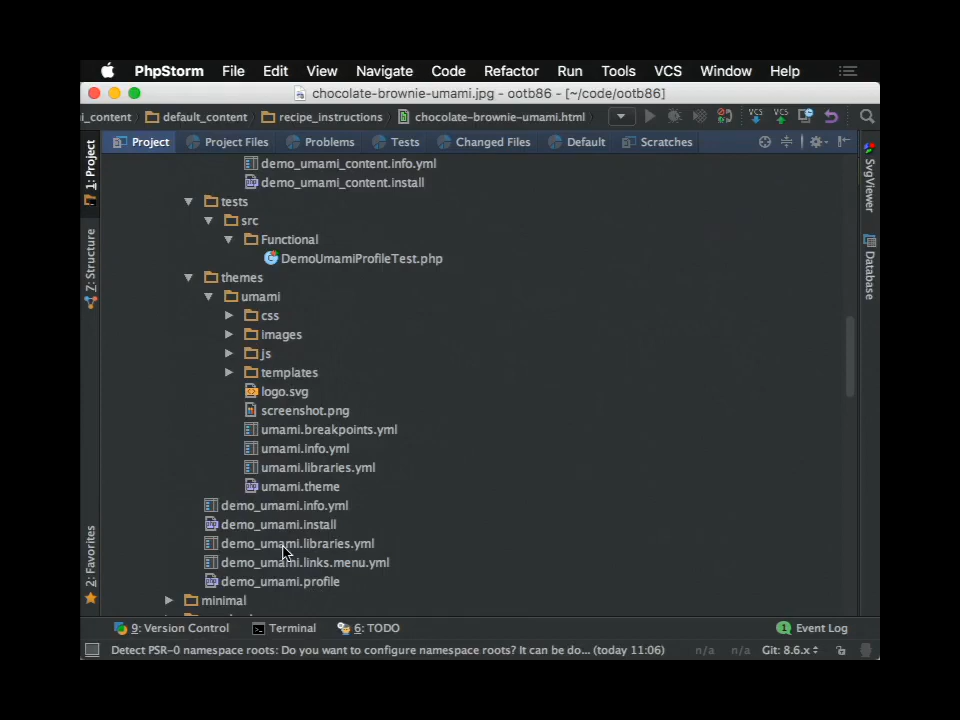 PhpStorm File Edit View Navigate Code Refactor Run Tools VCS Window Help
chocolate-brownie-umami.jpg - ootb86 - [~/code/ootb86]
i_content default_content recipe_instructions chocolate-brownie-umami.html VCS VCS
Project Project Files Problems Tests Changed Files Default Scratches
1: Project
7: Structure
2: Favorites
demo_umami_content.info.yml
demo_umami_content.install
tests
src
Functional
DemoUmamiProfileTest.php
themes
umami
css
images
js
templates
logo.svg
screenshot.png
umami.breakpoints.yml
umami.info.yml
umami.libraries.yml
umami.theme
demo_umami.info.yml
demo_umami.install
demo_umami.libraries.yml
demo_umami.links.menu.yml
demo_umami.profile
minimal
SvgViewer
Database
9: Version Control Terminal 6: TODO 1 Event Log
Detect PSR-0 namespace roots: Do you want to configure namespace roots? It can be do... (today 11:06) n/a n/a Git: 8.6.x